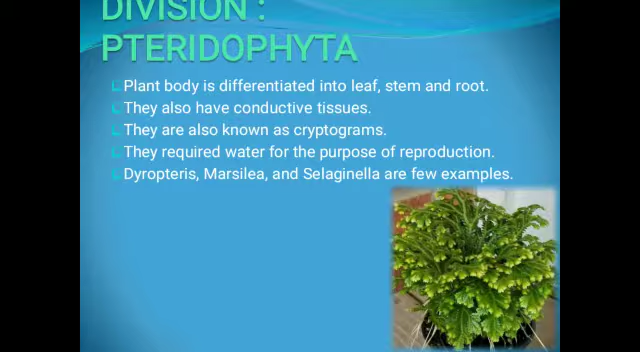 DIVISION :
PTERIDOPHYTA
Plant body is differentiated into leaf, stem and root.
They also have conductive tissues.
They are also known as cryptograms.
They required water for the purpose of reproduction.
Dyropteris, Marsilea, and Selaginella are few examples.